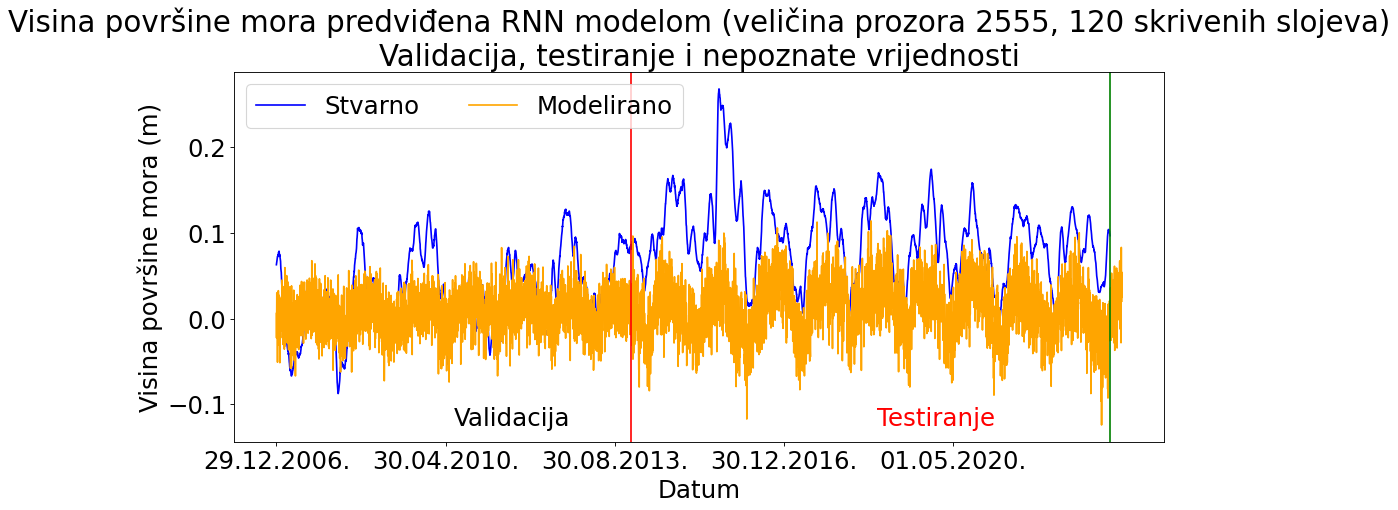 Visina površine mora predviđena RNN modelom (veličina prozora 2555, 120 skrivenih slojeva)
Validacija, testiranje i nepoznate vrijednosti
Stvarno
Modelirano
Visina površine mora (m)
0.2
0.1
0.0
−0.1
Validacija
Testiranje
29.12.2006.
30.04.2010.
30.08.2013.
30.12.2016.
01.05.2020.
Datum